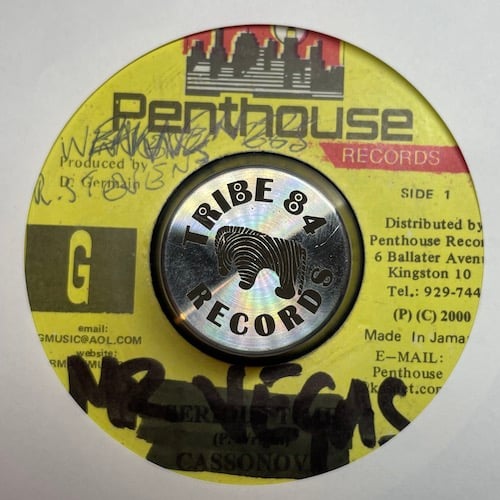 Penthouse
RECORDS
Produced by
D. Germain
SIDE 1
TRIBE 84
RECORDS
G
Distributed by
Penthouse Recor
6 Ballater Avenu
Kingston 10
Tel.: 929-744
(P) (C) 2000
Made In Jama
E-MAIL:
Penthouse
email:
GMUSIC@AOL.COM
website:
MR VEGAS
CASSONOV